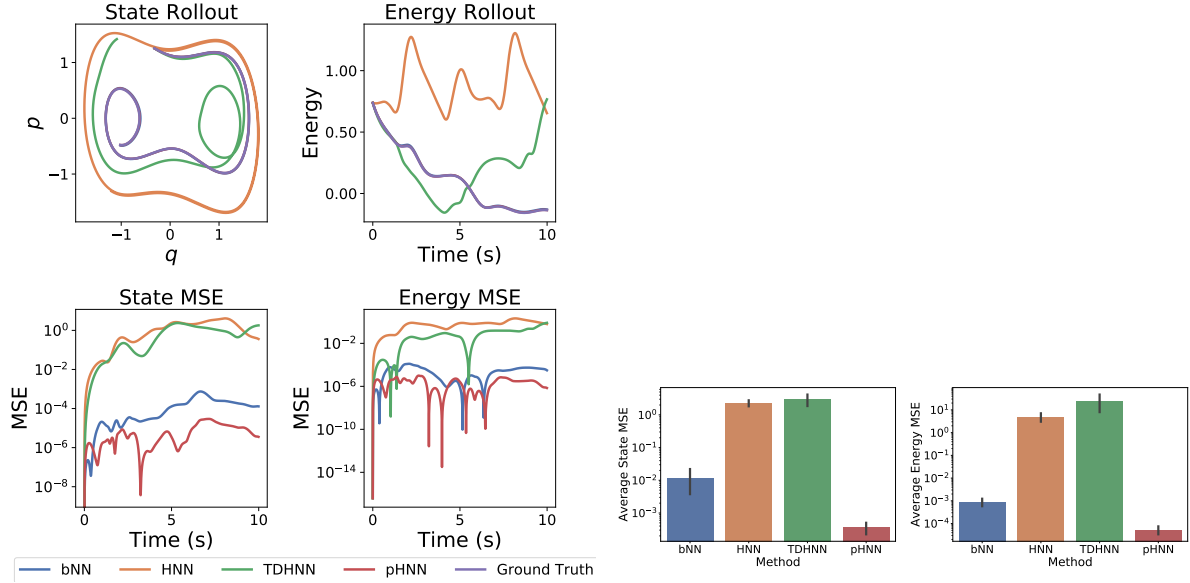 State Rollout
p
1
0
−1
−1
0
1
q
Energy Rollout
Energy
1.00
0.50
0.00
0
5
10
Time (s)
State MSE
MSE
10^0
10^−2
10^−4
10^−6
10^−8
0
5
10
Time (s)
Energy MSE
MSE
10^−2
10^−6
10^−10
10^−14
0
5
10
Time (s)
bNN HNN TDHNN pHNN Ground Truth
Average State MSE
10^0
10^−1
10^−2
10^−3
bNN HNN TDHNN pHNN
Method
Average Energy MSE
10^1
10^0
10^−1
10^−2
10^−3
10^−4
bNN HNN TDHNN pHNN
Method